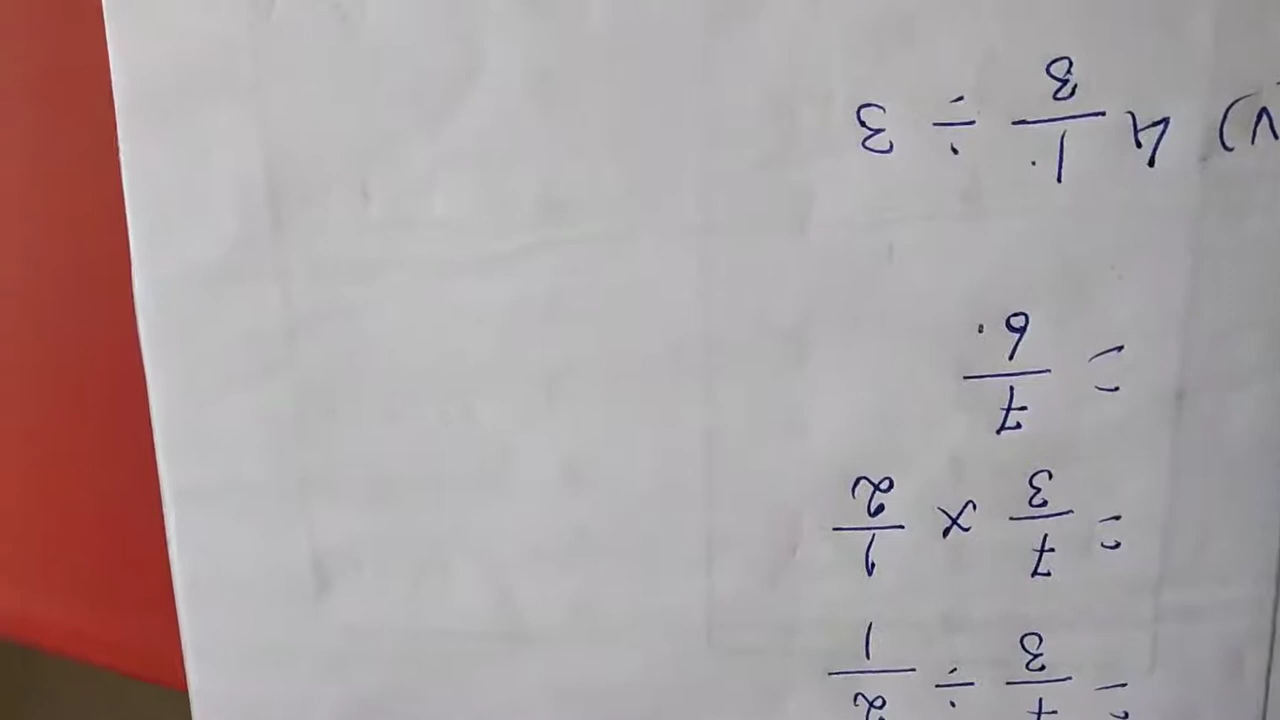 = 7/3 ÷ 2/1
= 7/3 × 1/2
= 7/6
v) 4 1/3 ÷ 3